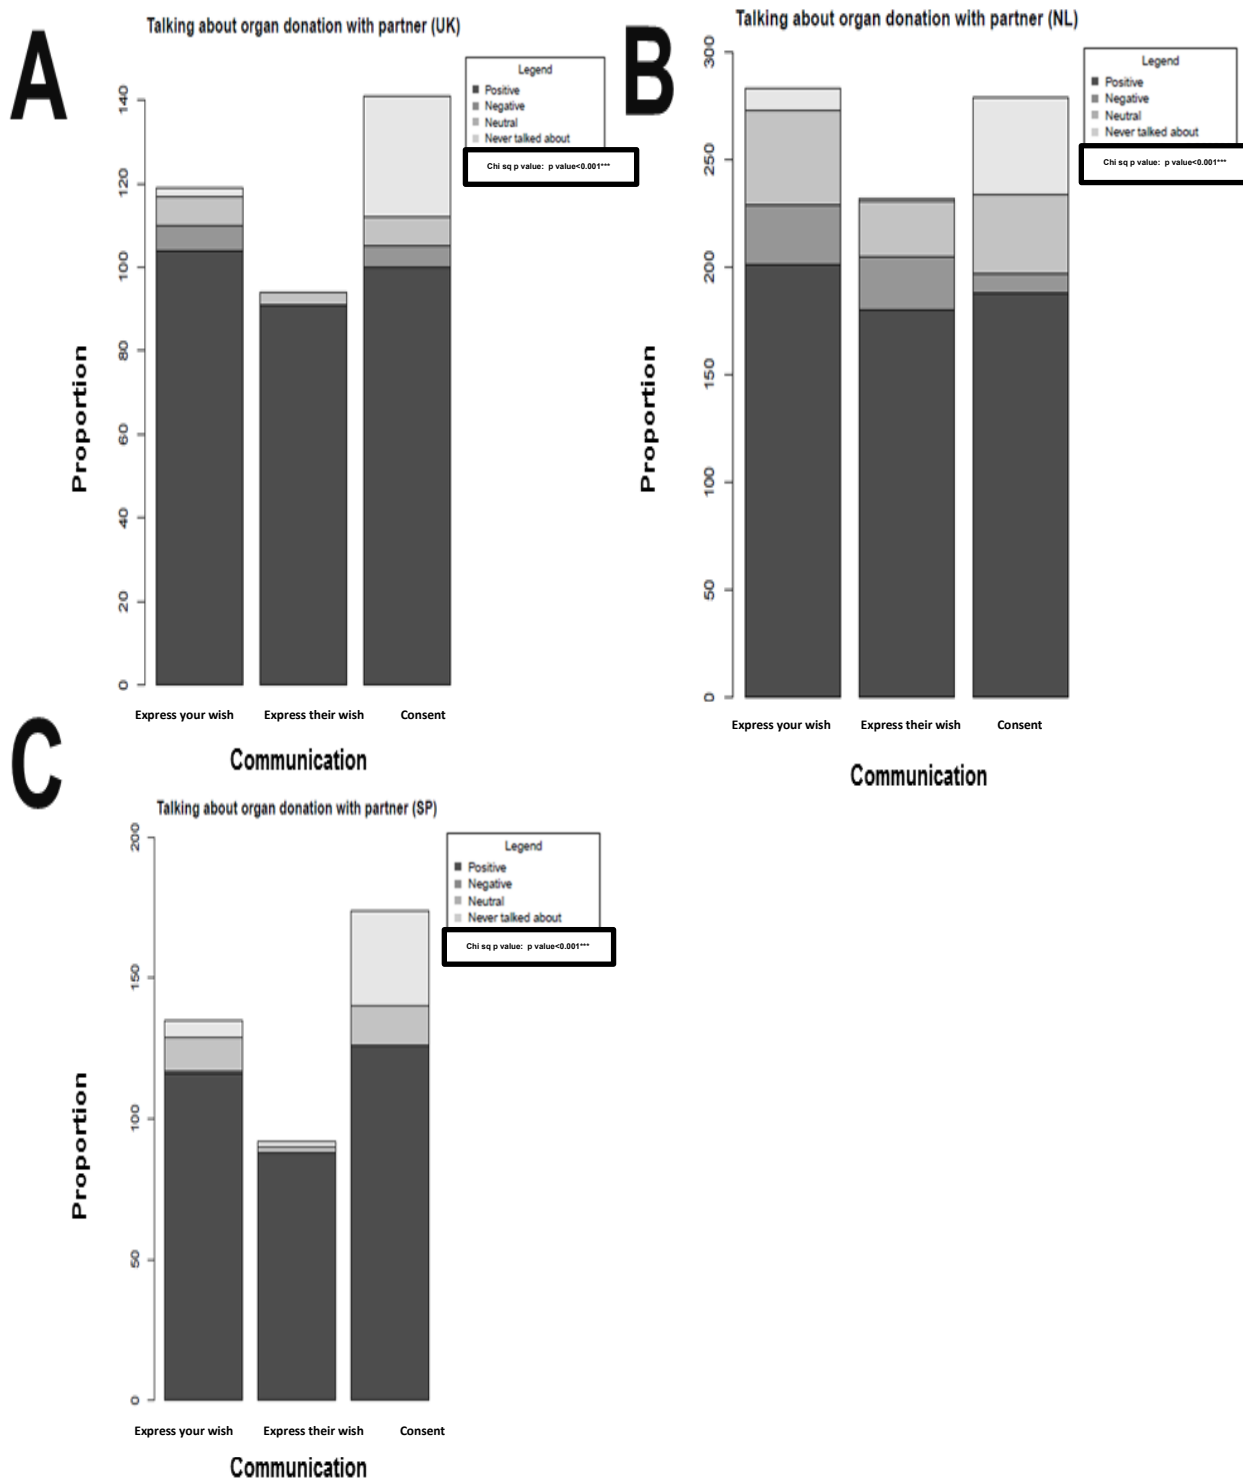 A
Talking about organ donation with partner (UK)
Legend
Positive
Negative
Neutral
Never talked about
Chi sq p value: p value<0.001***
Proportion
0
20
40
60
80
100
120
140
Express your wish
Express their wish
Consent
Communication
B
Talking about organ donation with partner (NL)
Legend
Positive
Negative
Neutral
Never talked about
Chi sq p value: p value<0.001***
Proportion
0
50
100
150
200
250
300
Express your wish
Express their wish
Consent
Communication
C
Talking about organ donation with partner (SP)
Legend
Positive
Negative
Neutral
Never talked about
Chi sq p value: p value<0.001***
Proportion
0
50
100
150
200
Express your wish
Express their wish
Consent
Communication